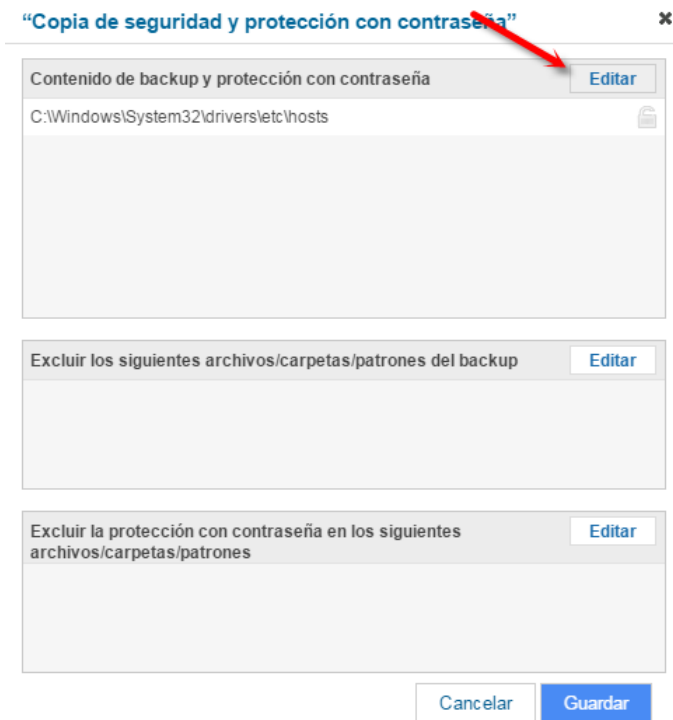 “Copia de seguridad y protección con contraseña”
Contenido de backup y protección con contraseña
Editar
C:\Windows\System32\drivers\etc\hosts
Excluir los siguientes archivos/carpetas/patrones del backup
Editar
Excluir la protección con contraseña en los siguientes
archivos/carpetas/patrones
Editar
Cancelar
Guardar